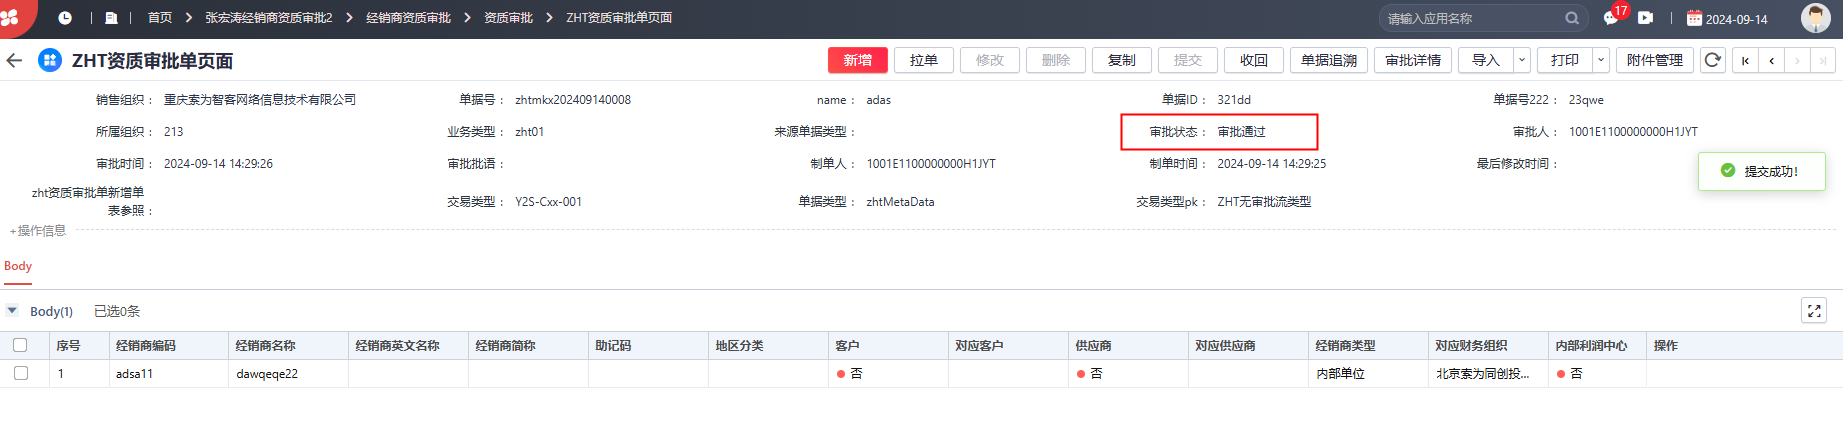 首页 张宏涛经销商资质审批2 经销商资质审批 资质审批 ZHT资质审批单页面 请输入应用名称 17 2024-09-14
ZHT资质审批单页面 新增 拉单 修改 删除 复制 提交 收回 单据追溯 审批详情 导入 打印 附件管理
销售组织： 重庆索为智客网络信息技术有限公司 单据号： zhtmkx202409140008 name： adas 单据ID： 321dd 单据号222： 23qwe
所属组织： 213 业务类型： zht01 来源单据类型： 审批状态： 审批通过 审批人： 1001E1100000000H1JYT
审批时间： 2024-09-14 14:29:26 审批批语： 制单人： 1001E1100000000H1JYT 制单时间： 2024-09-14 14:29:25 最后修改时间：
提交成功！
zht资质审批单新增单
表参照： 交易类型： Y2S-Cxx-001 单据类型： zhtMetaData 交易类型pk： ZHT无审批流类型
+操作信息
Body
Body(1) 已选0条
序号 经销商编码 经销商名称 经销商英文名称 经销商简称 助记码 地区分类 客户 对应客户 供应商 对应供应商 经销商类型 对应财务组织 内部利润中心 操作
1 adsa11 dawqeqe22 否 否 内部单位 北京索为同创投... 否